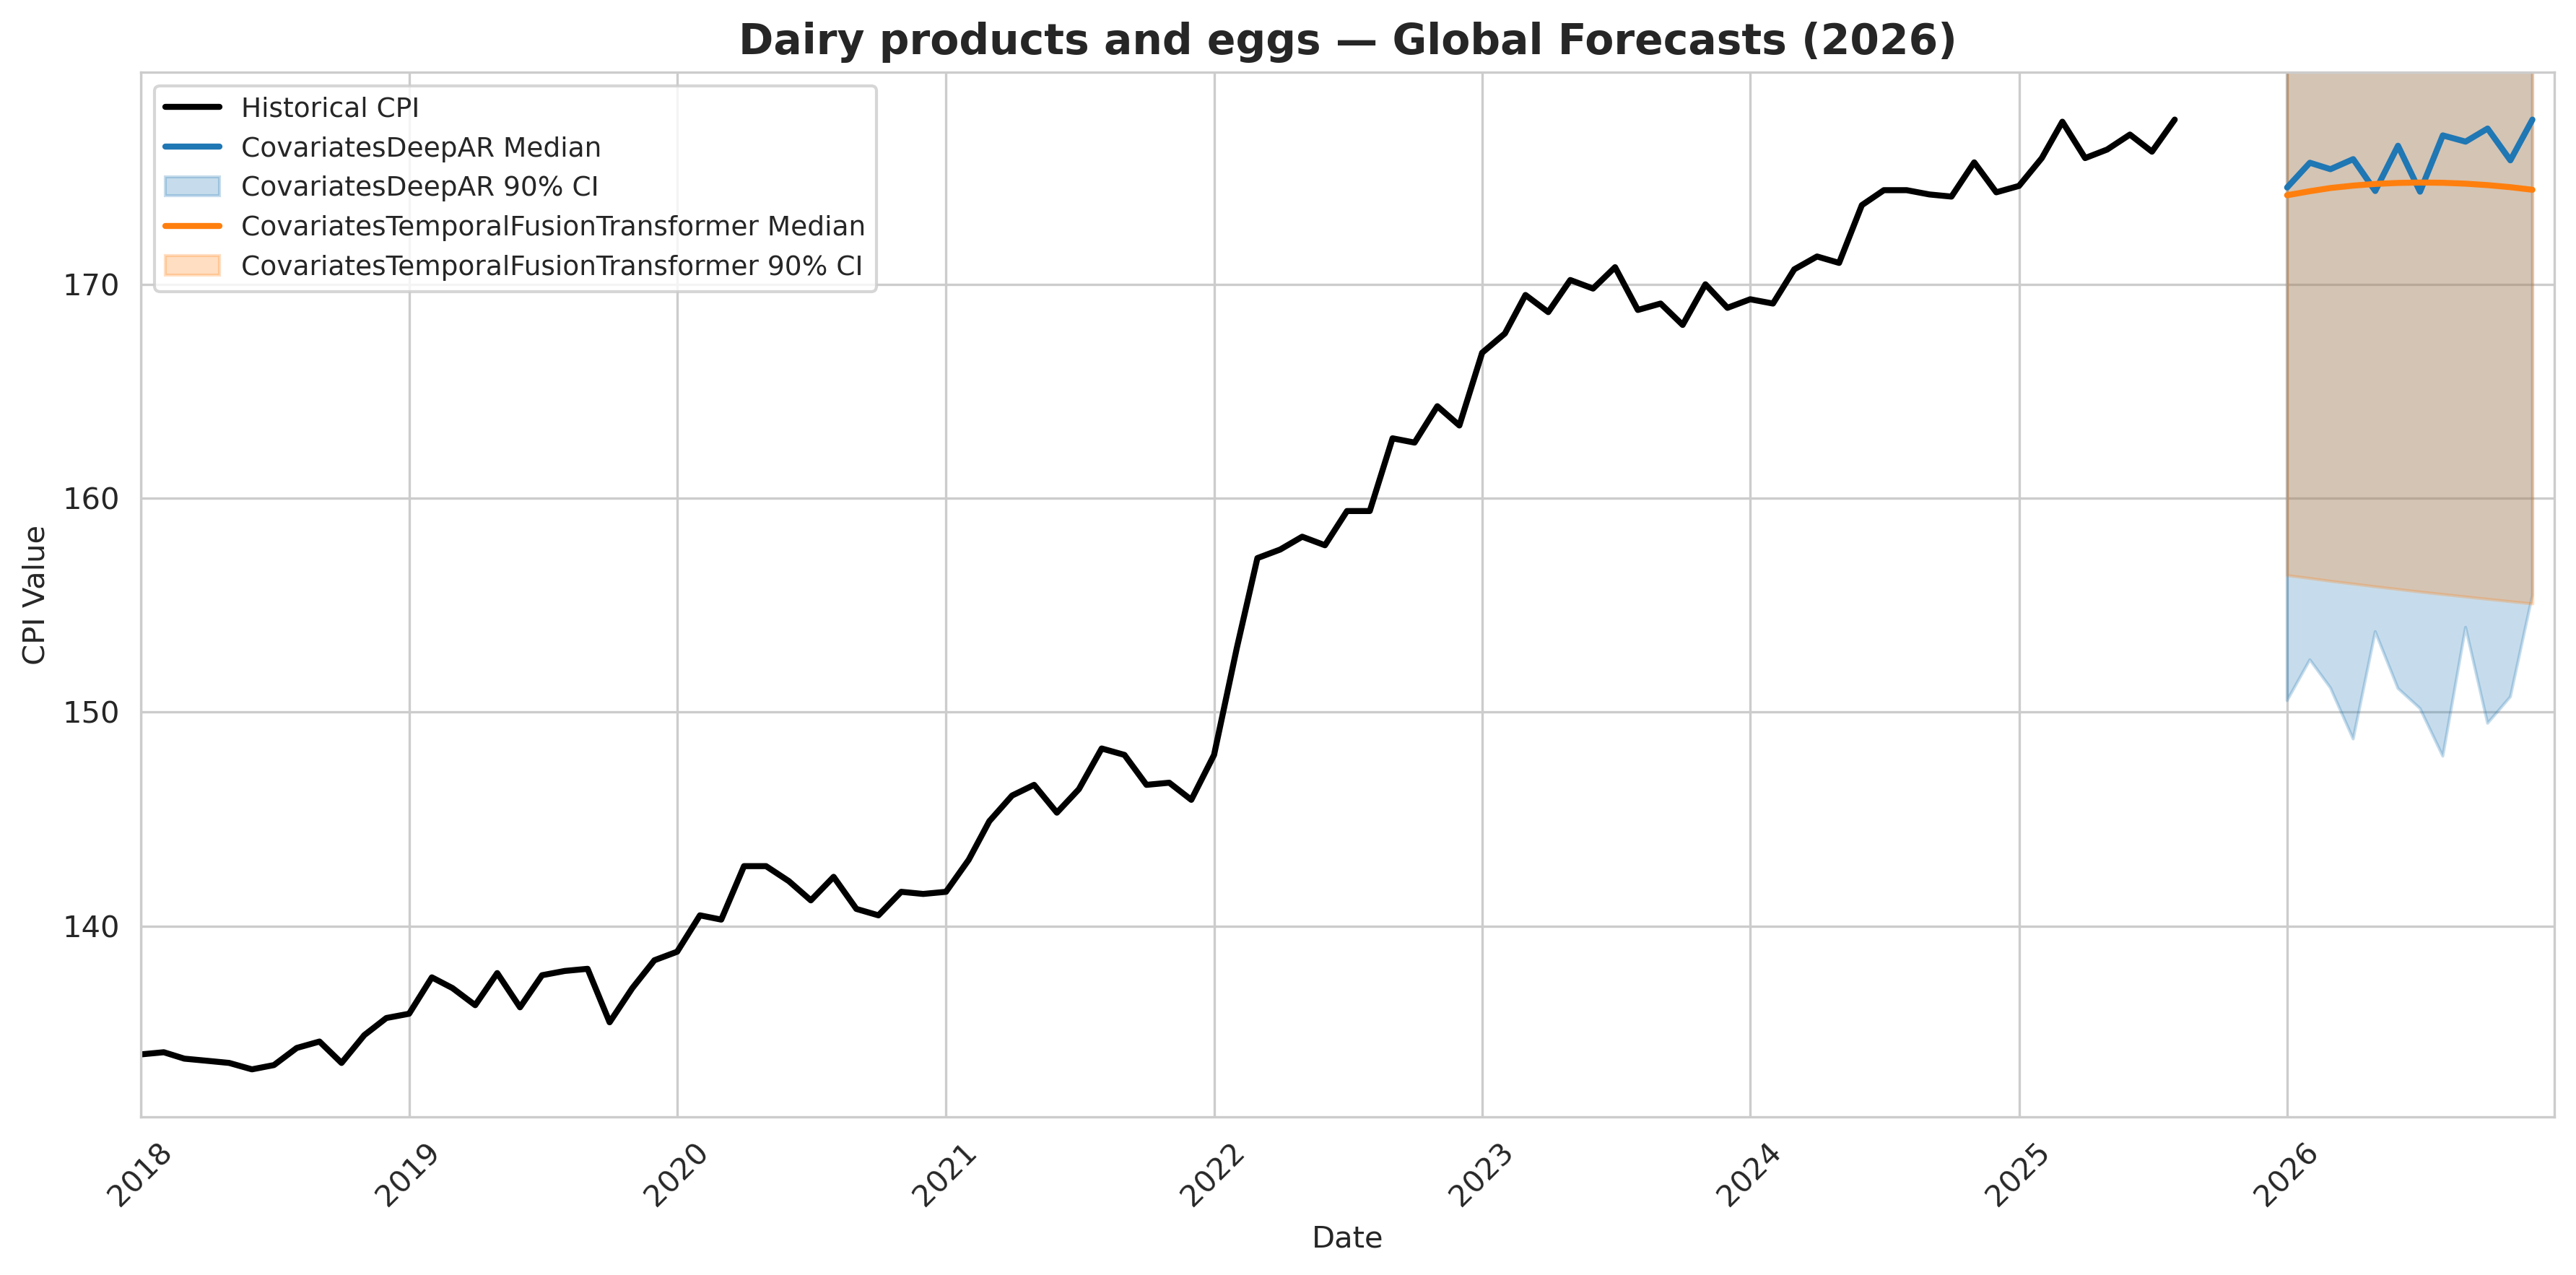 Dairy products and eggs — Global Forecasts (2026)
Historical CPI
CovariatesDeepAR Median
CovariatesDeepAR 90% CI
CovariatesTemporalFusionTransformer Median
CovariatesTemporalFusionTransformer 90% CI
170
160
150
140
CPI Value
2018
2019
2020
2021
2022
2023
2024
2025
2026
Date